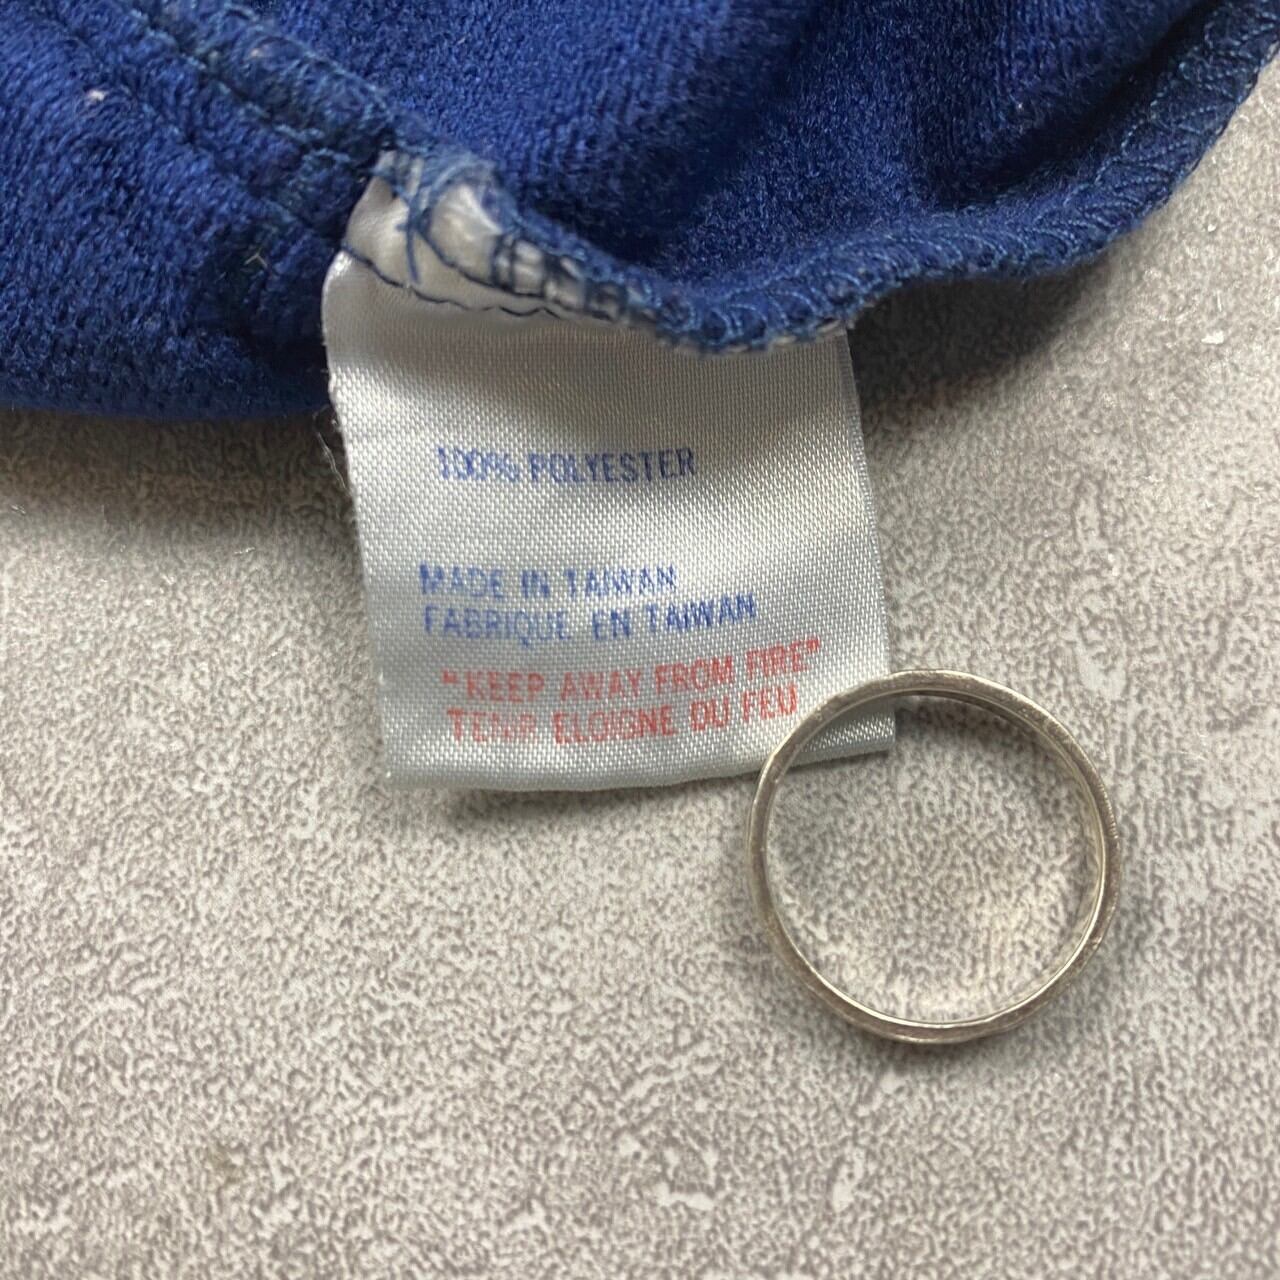 100% POLYESTER
MADE IN TAIWAN
FABRIQUE EN TAIWAN
"KEEP AWAY FROM FIRE"
TENIR ELOIGNE DU FEU